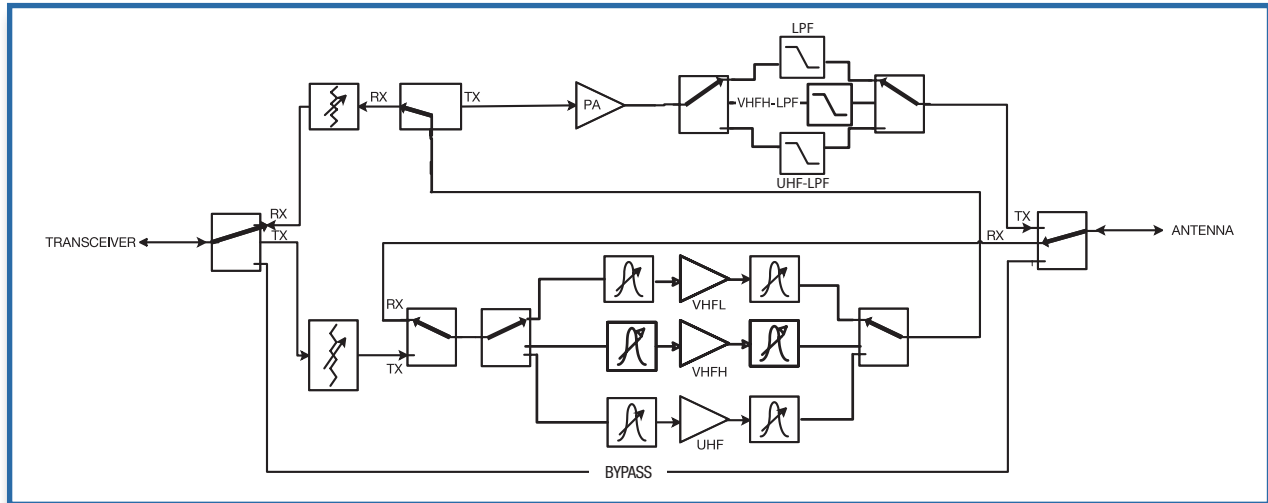 LPF
RX
TX
PA
VHFH-LPF
UHF-LPF
RX
TX
TRANSCEIVER
TX
RX
ANTENNA
RX
TX
VHFL
VHFH
UHF
BYPASS